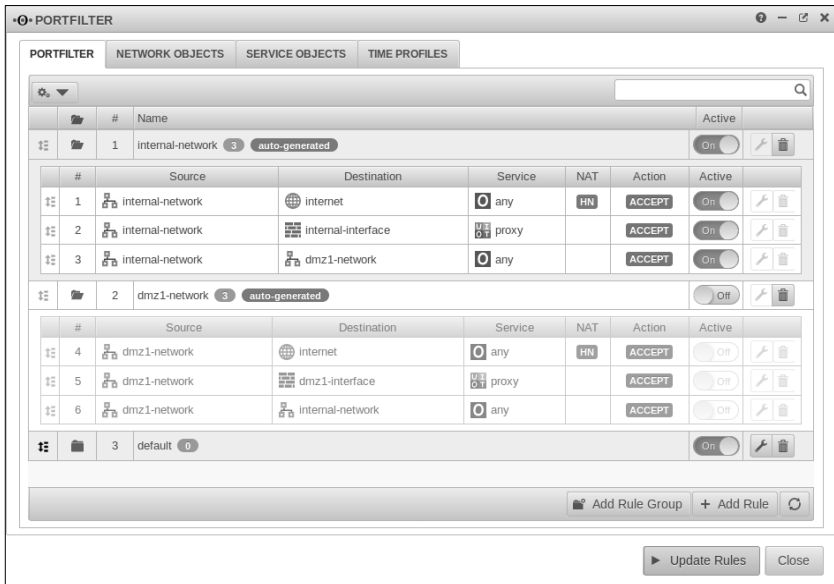 PORTFILTER
PORTFILTER NETWORK OBJECTS SERVICE OBJECTS TIME PROFILES
# Name Active
1 internal-network 3 auto-generated On
# Source Destination Service NAT Action Active
1 internal-network internet any HN ACCEPT On
2 internal-network internal-interface proxy ACCEPT On
3 internal-network dmz1-network any ACCEPT On
2 dmz1-network 3 auto-generated Off
# Source Destination Service NAT Action Active
4 dmz1-network internet any HN ACCEPT Off
5 dmz1-network dmz1-interface proxy ACCEPT Off
6 dmz1-network internal-network any ACCEPT Off
3 default 0 On
Add Rule Group + Add Rule
Update Rules Close